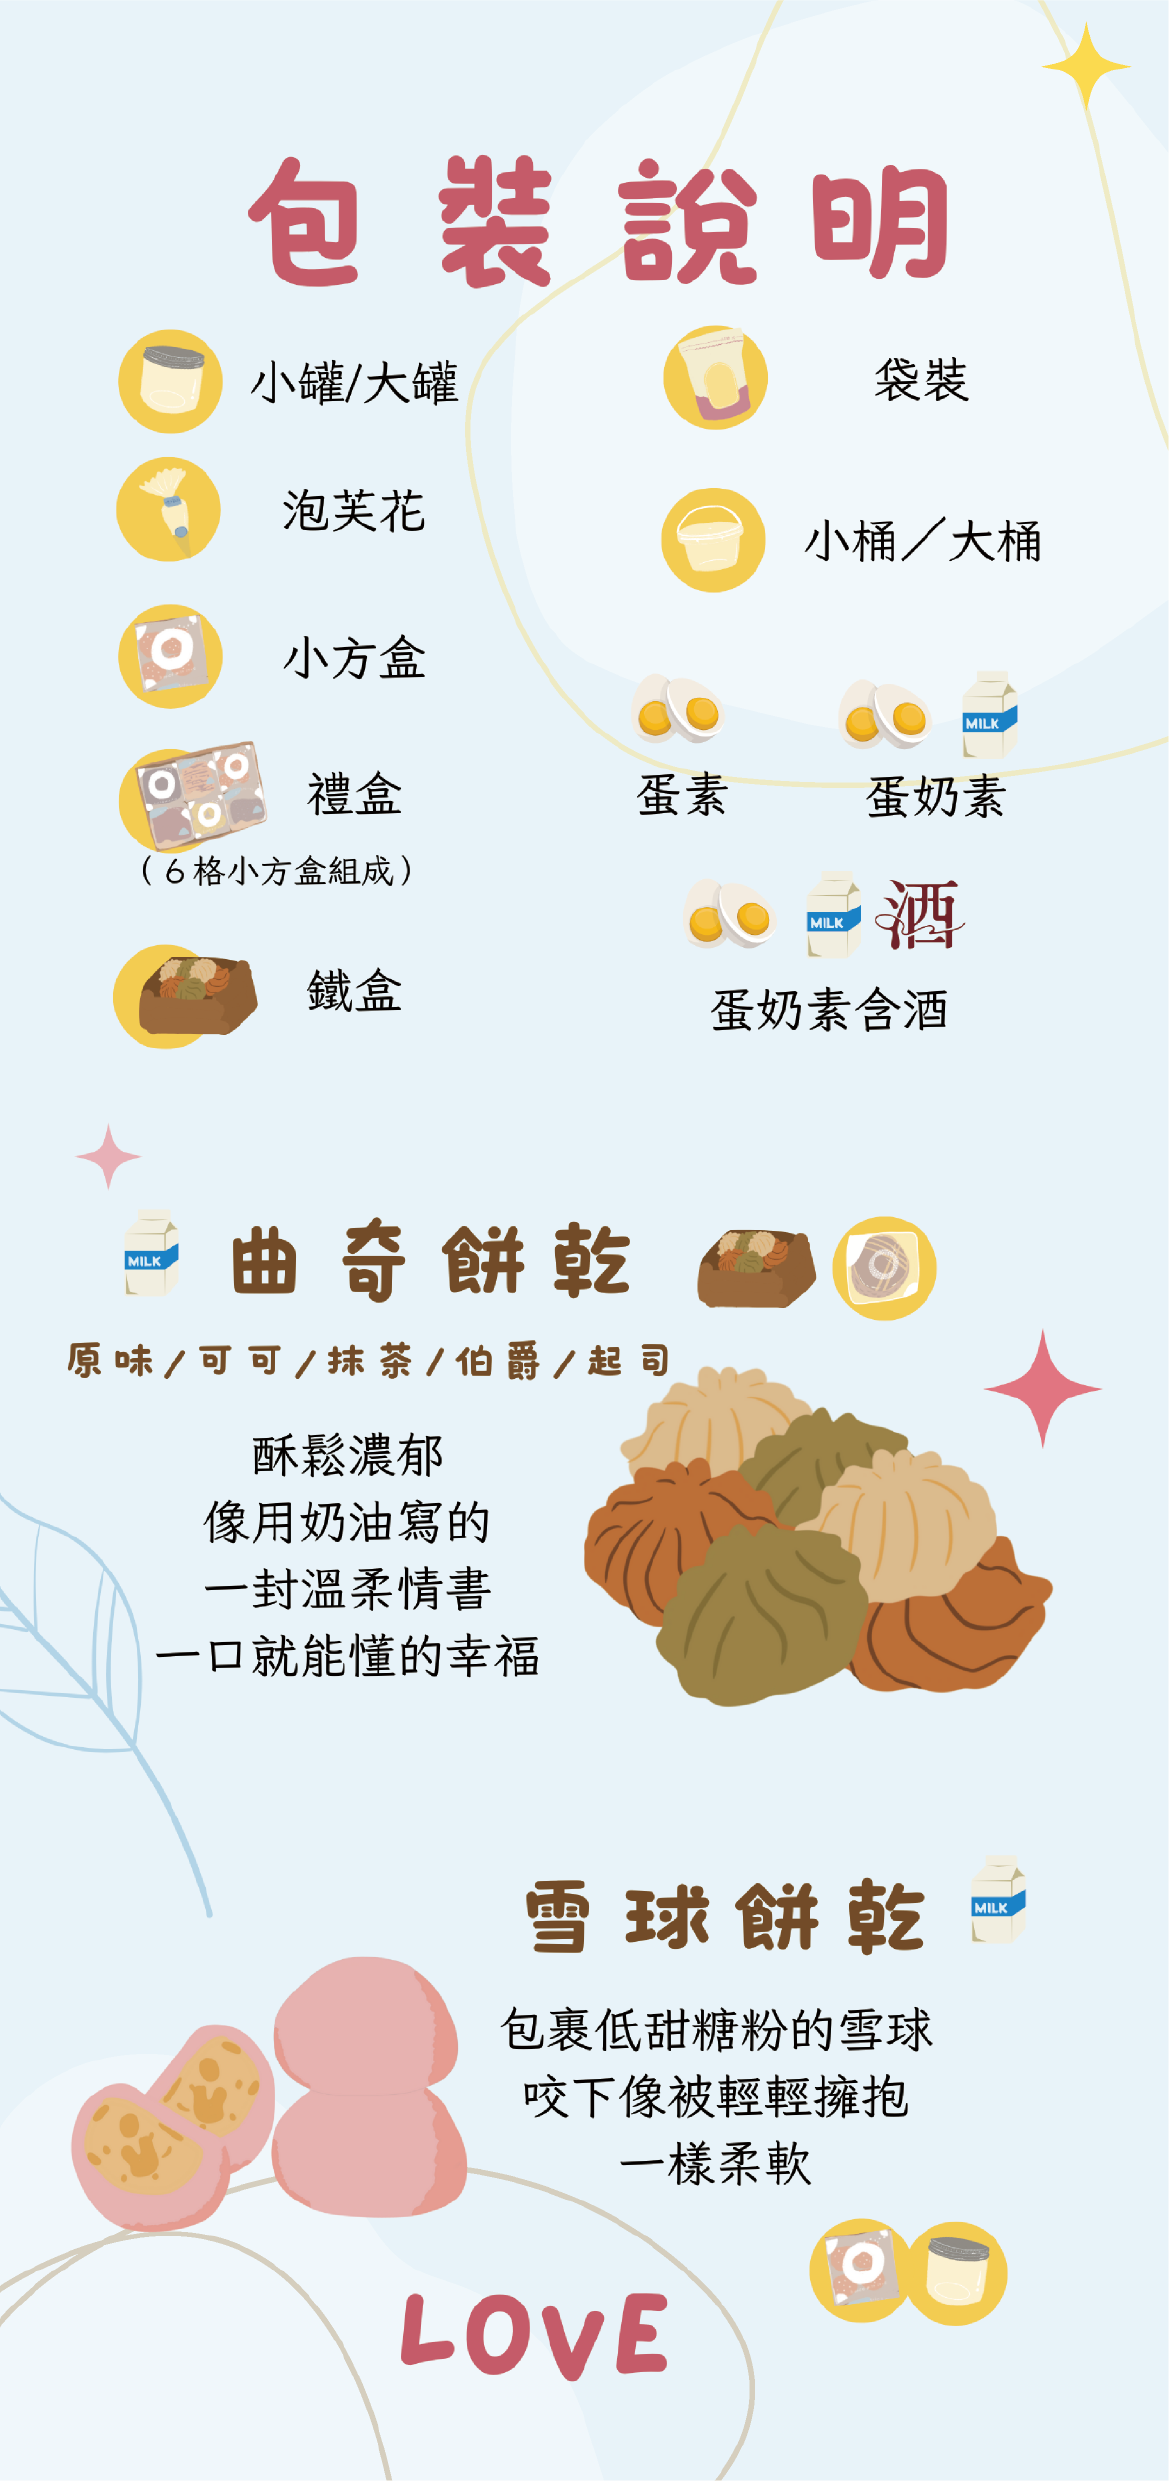 包裝說明
小罐/大罐
袋裝
泡芙花
小桶／大桶
小方盒
MILK
禮盒
蛋素
蛋奶素
（6格小方盒組成）
MILK
酒
鐵盒
蛋奶素含酒
MILK
曲奇餅乾
原味/可可/抹茶/伯爵/起司
酥鬆濃郁
像用奶油寫的
一封溫柔情書
一口就能懂的幸福
雪球餅乾
MILK
包裹低甜糖粉的雪球
咬下像被輕輕擁抱
一樣柔軟
LOVE